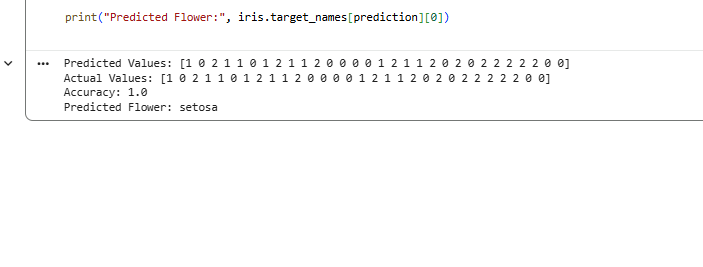 print("Predicted Flower:", iris.target_names[prediction][0])
Predicted Values: [1 0 2 1 1 0 1 2 1 1 2 0 0 0 0 1 2 1 1 2 0 2 0 2 2 2 2 2 0 0]
Actual Values: [1 0 2 1 1 0 1 2 1 1 2 0 0 0 0 1 2 1 1 2 0 2 0 2 2 2 2 2 0 0]
Accuracy: 1.0
Predicted Flower: setosa